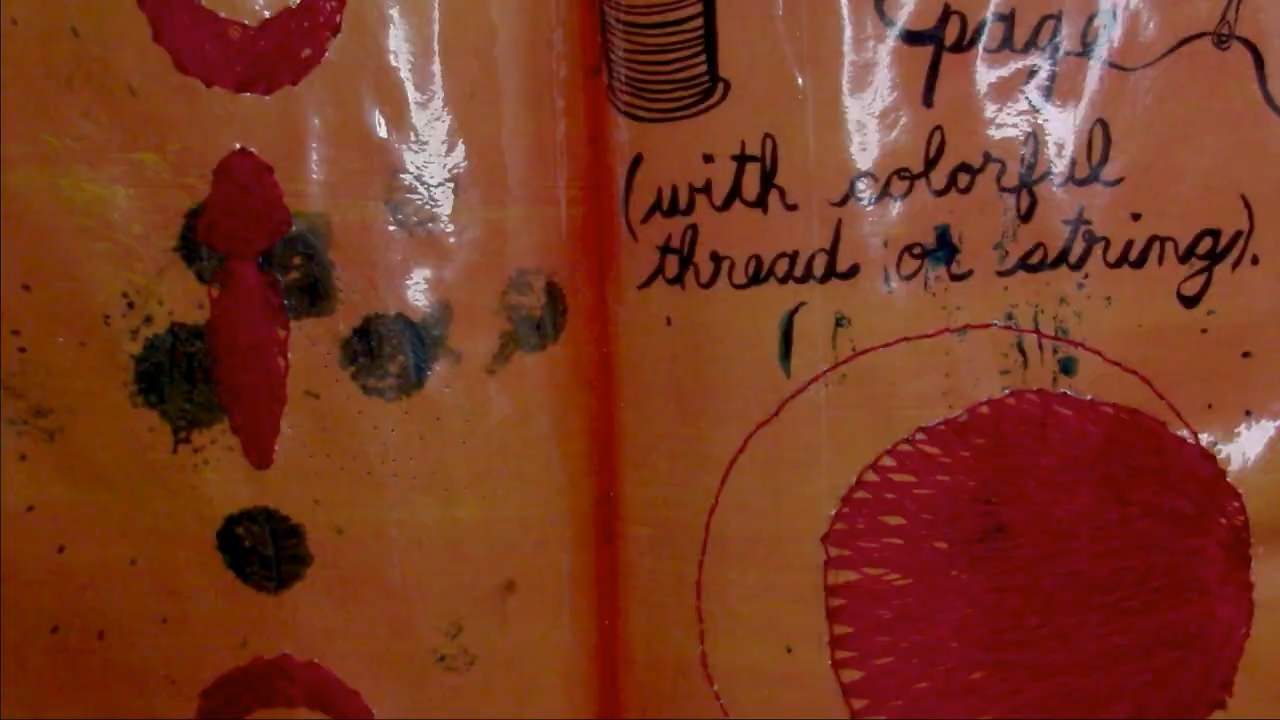 page
(with colorful
thread or string).